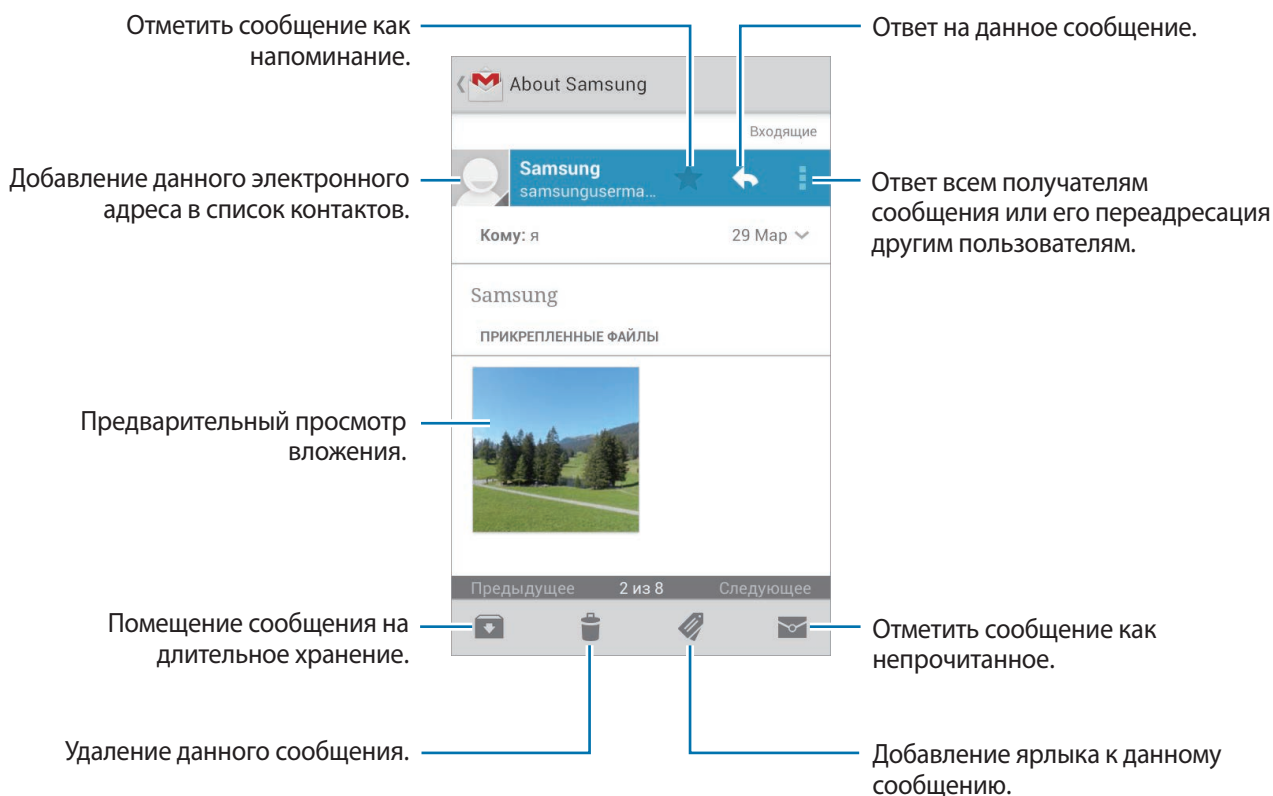 Отметить сообщение как
напоминание.
Ответ на данное сообщение.
About Samsung
Входящие
Добавление данного электронного
адреса в список контактов.
Samsung
samsunguserma...
Ответ всем получателям
сообщения или его переадресация
другим пользователям.
Кому: я
29 Мар
Samsung
ПРИКРЕПЛЕННЫЕ ФАЙЛЫ
Предварительный просмотр
вложения.
Предыдущее 2 из 8 Следующее
Помещение сообщения на
длительное хранение.
Отметить сообщение как
непрочитанное.
Удаление данного сообщения.
Добавление ярлыка к данному
сообщению.